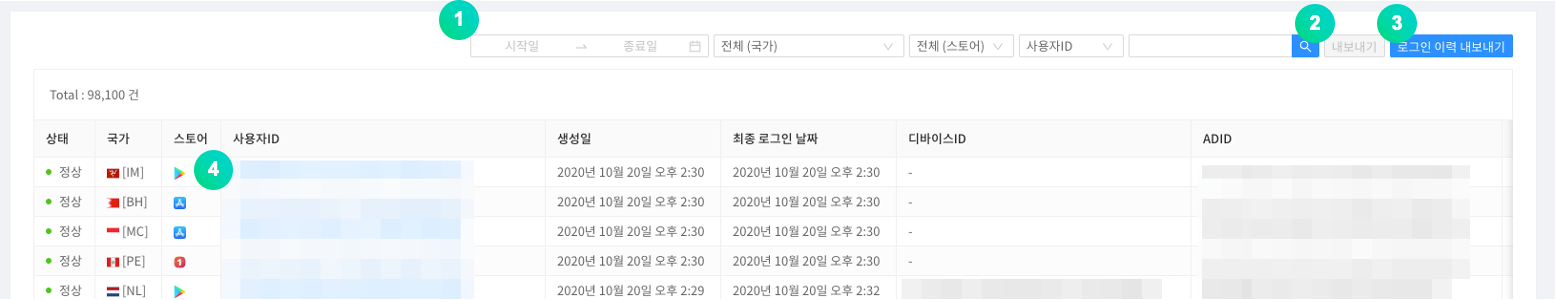 1 2 3
시작일 → 종료일 전체 (국가) 전체 (스토어) 사용자ID 내보내기 로그인 이력 내보내기
Total : 98,100 건
상태 국가 스토어 사용자ID 생성일 최종 로그인 날짜 디바이스ID ADID
4
정상 [IM] 2020년 10월 20일 오후 2:30 2020년 10월 20일 오후 2:30 -
정상 [BH] 2020년 10월 20일 오후 2:30 2020년 10월 20일 오후 2:30 -
정상 [MC] 2020년 10월 20일 오후 2:30 2020년 10월 20일 오후 2:30 -
정상 [PE] 1 2020년 10월 20일 오후 2:30 2020년 10월 20일 오후 2:30 -
정상 [NL] 2020년 10월 20일 오후 2:29 2020년 10월 20일 오후 2:32